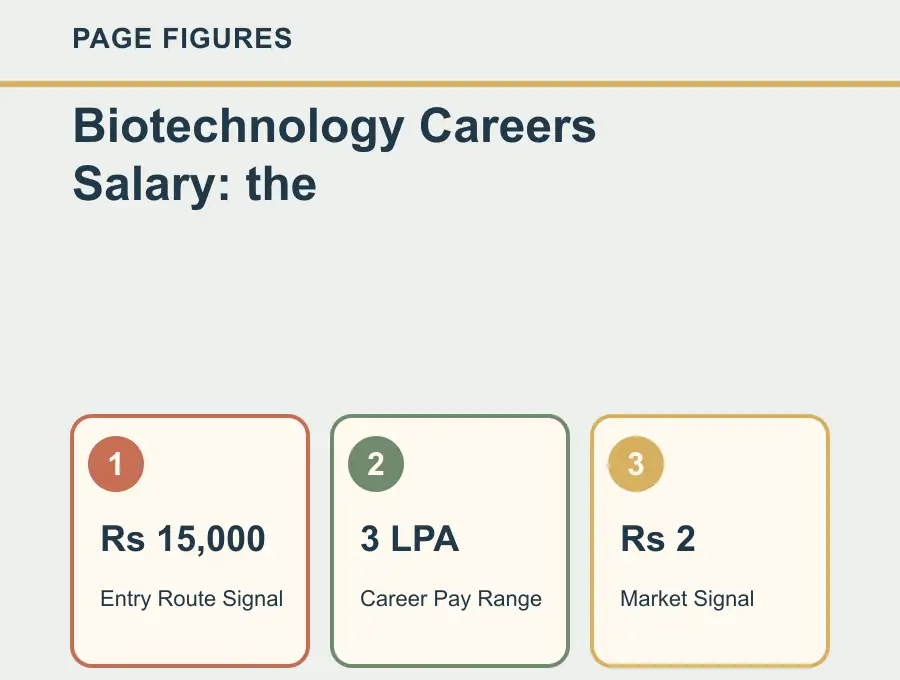 PAGE FIGURES
Biotechnology Careers
Salary: the
1
Rs 15,000
Entry Route Signal
2
3 LPA
Career Pay Range
3
Rs 2
Market Signal